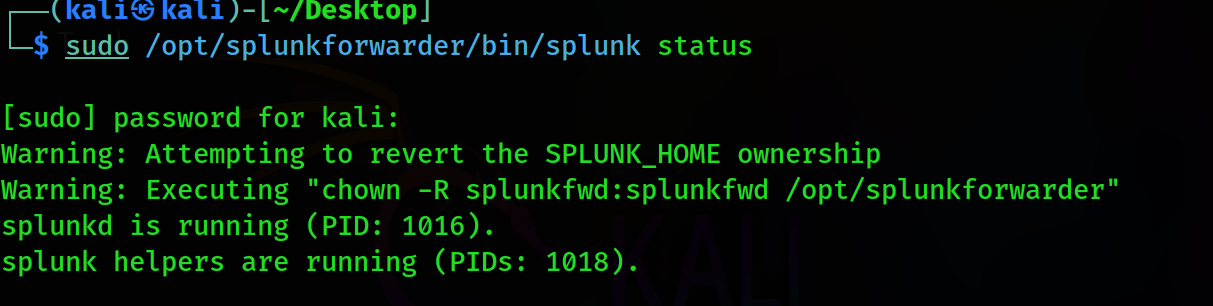 ┌──(kali㉿kali)-[~/Desktop]
└─$ sudo /opt/splunkforwarder/bin/splunk status
[sudo] password for kali:
Warning: Attempting to revert the SPLUNK_HOME ownership
Warning: Executing "chown -R splunkfwd:splunkfwd /opt/splunkforwarder"
splunkd is running (PID: 1016).
splunk helpers are running (PIDs: 1018).
KALI